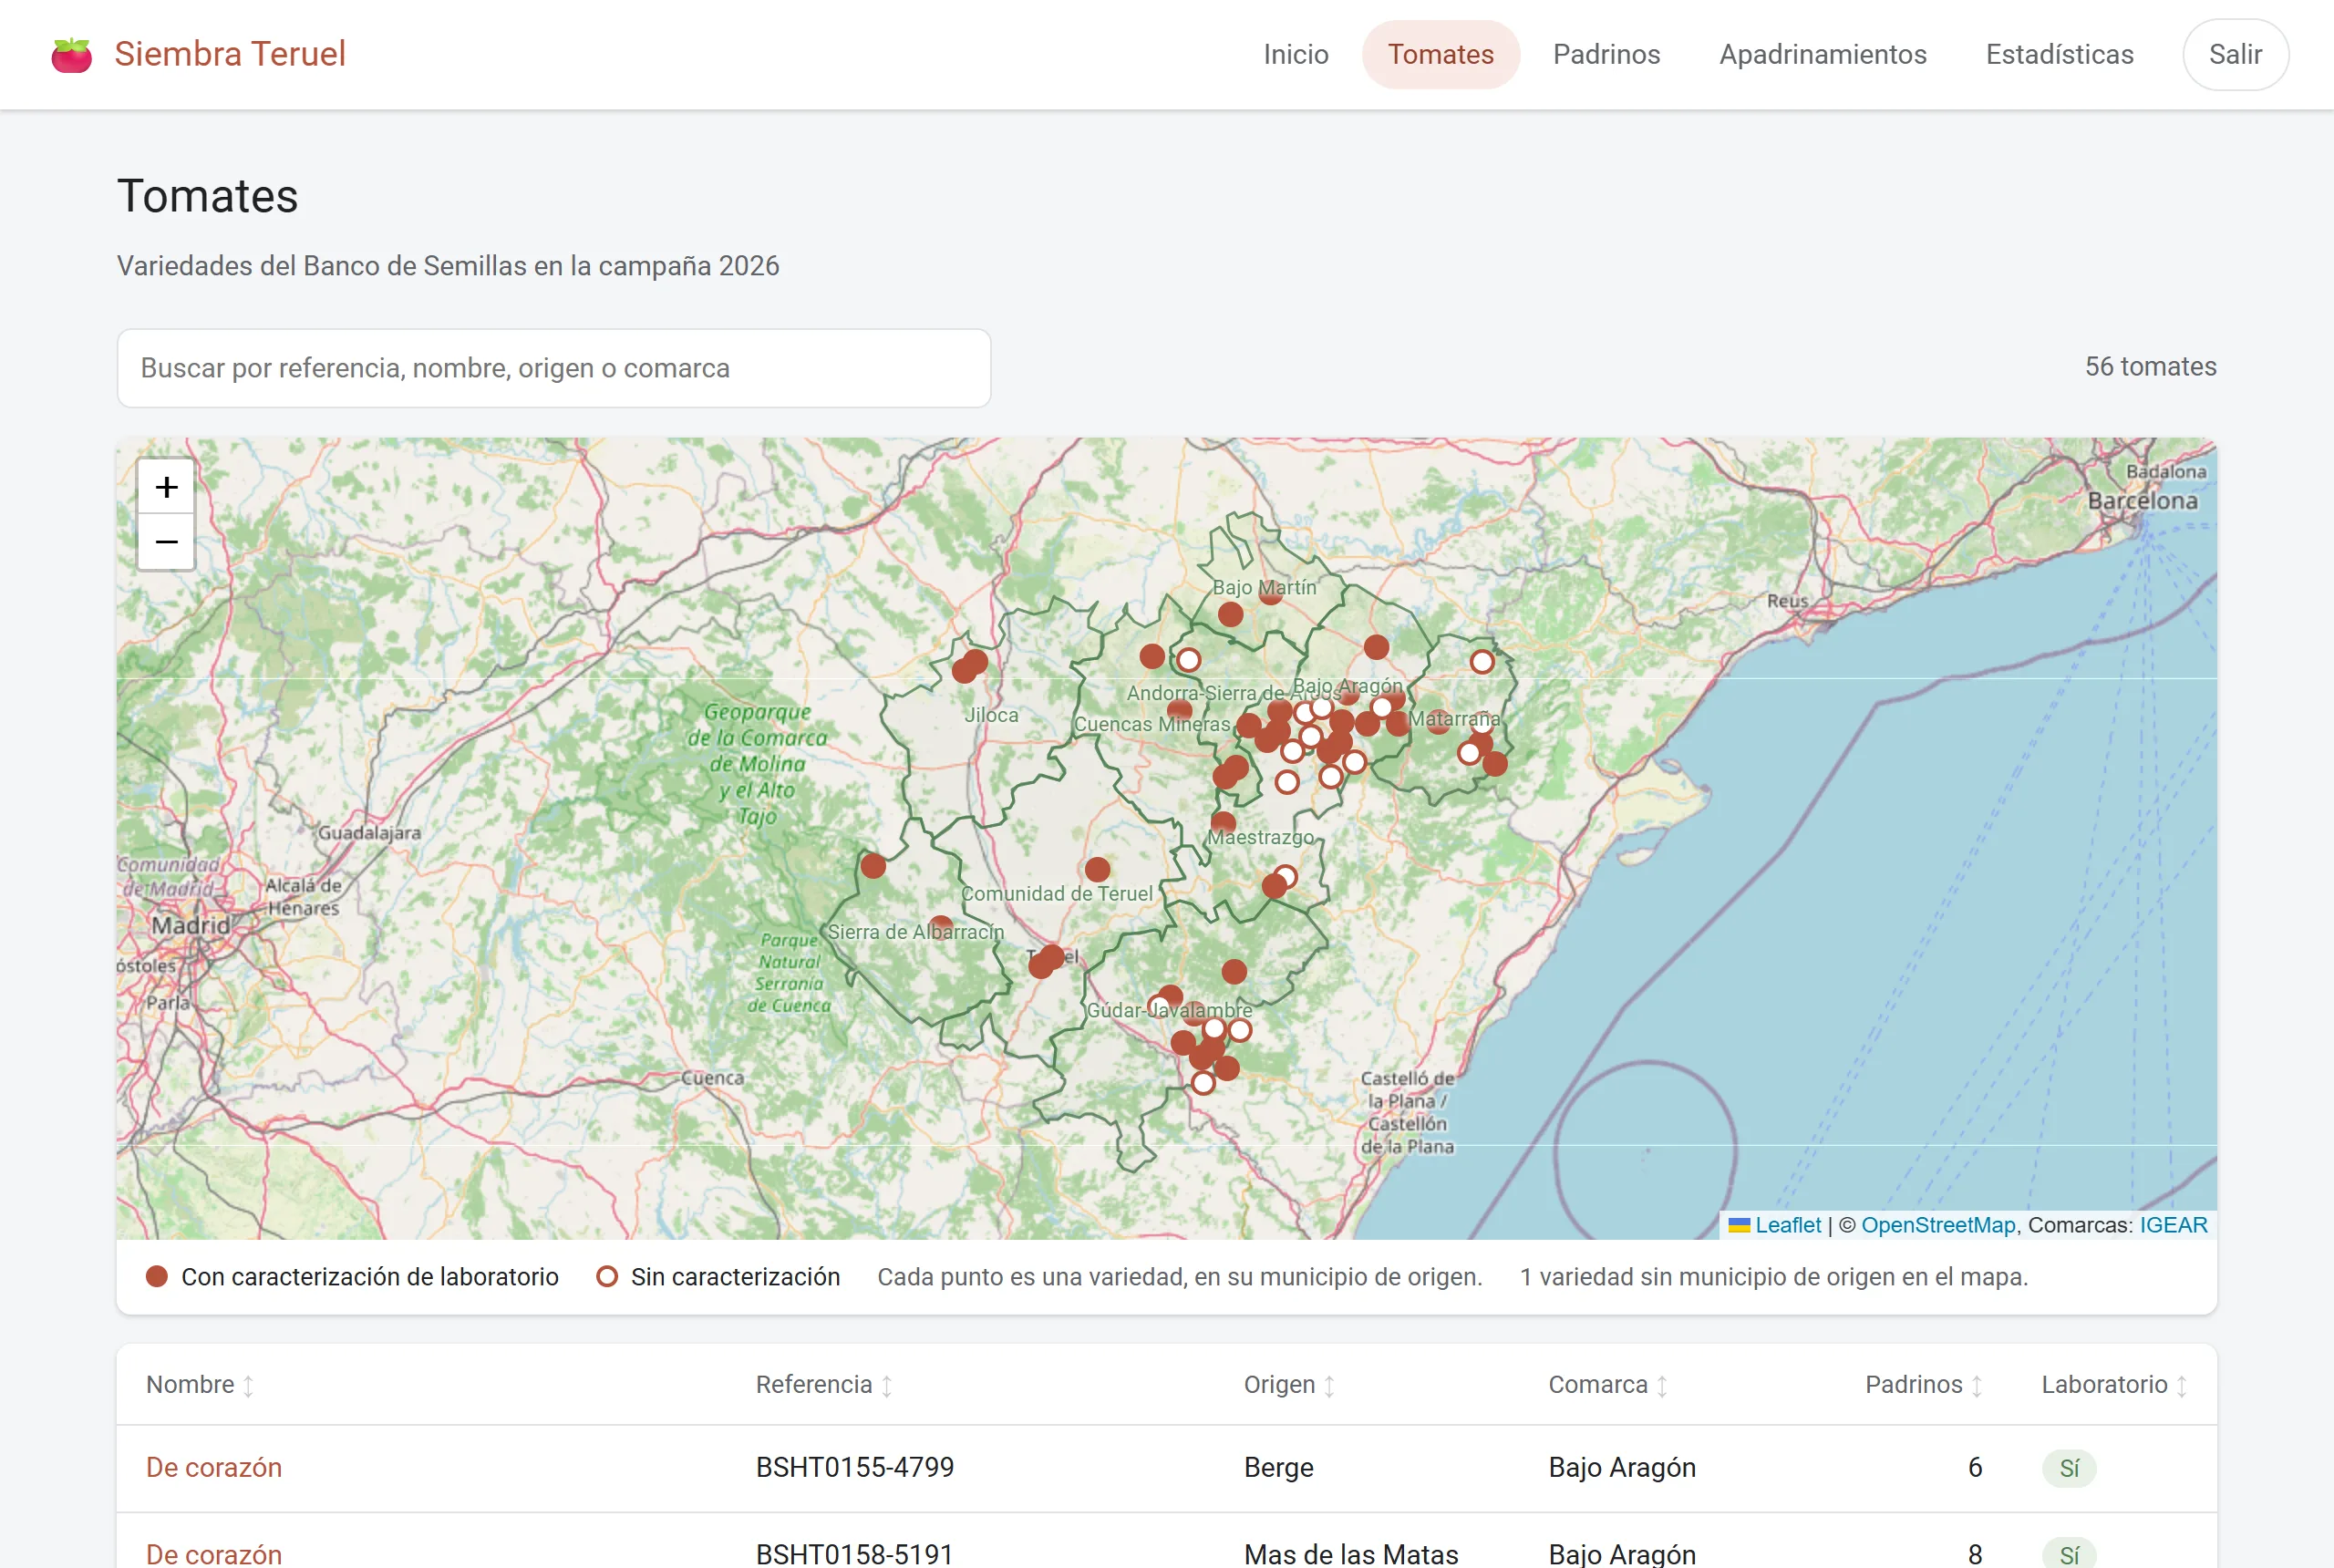 Siembra Teruel
Inicio
Tomates
Padrinos
Apadrinamientos
Estadísticas
Salir
Tomates
Variedades del Banco de Semillas en la campaña 2026
Buscar por referencia, nombre, origen o comarca
56 tomates
+
−
Badalona
Barcelona
Reus
Bajo Martín
Andorra-Sierra de Arcos
Bajo Aragón
Jiloca
Cuencas Mineras
Matarraña
Geoparque
de la Comarca
de Molina
y el Alto
Tajo
Guadalajara
Maestrazgo
Comunidad
de Madrid
Alcalá de
Henares
Comunidad de Teruel
Madrid
Sierra de Albarracín
Parque
Natural
Serranía
de Cuenca
óstoles
Parla
Gúdar-Javalambre
Cuenca
Castelló de
la Plana /
Castellón
de la Plana
Leaflet | © OpenStreetMap, Comarcas: IGEAR
Con caracterización de laboratorio
Sin caracterización
Cada punto es una variedad, en su municipio de origen.
1 variedad sin municipio de origen en el mapa.
Nombre ↕ Referencia ↕ Origen ↕ Comarca ↕ Padrinos ↕ Laboratorio ↕
De corazón BSHT0155-4799 Berge Bajo Aragón 6 Sí
De corazón BSHT0158-5191 Mas de las Matas Bajo Aragón 8 Sí